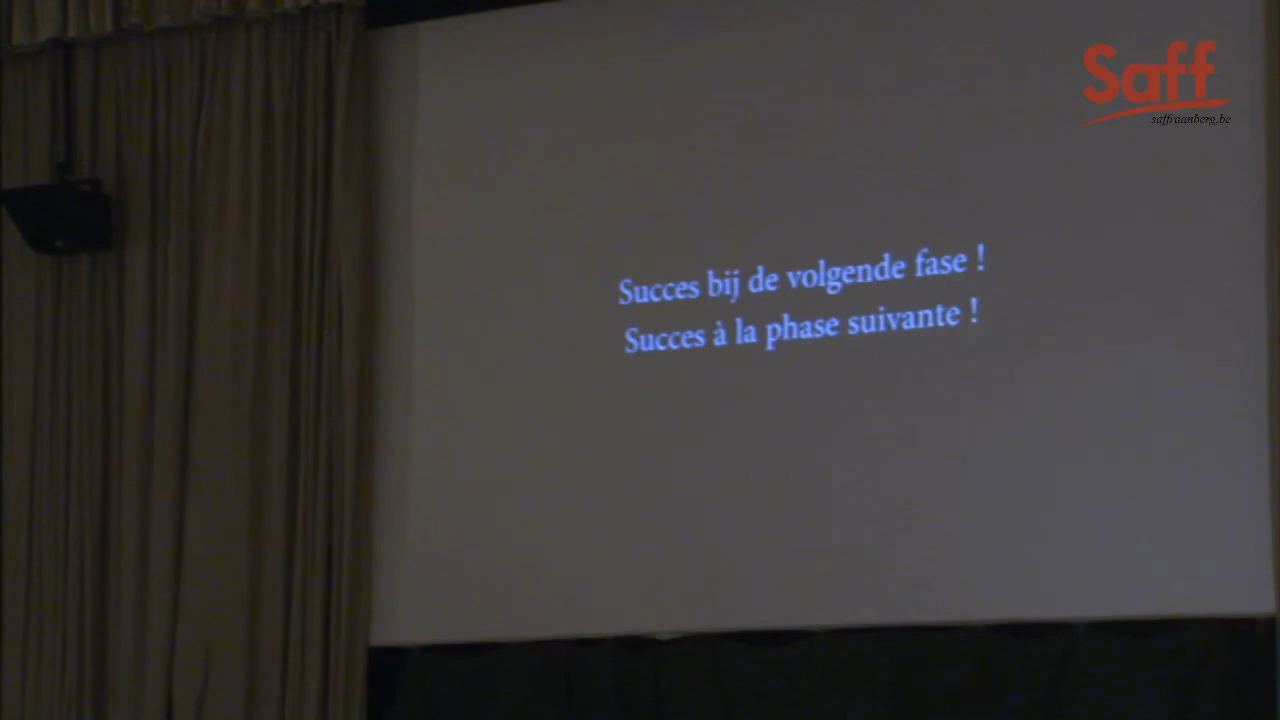 Saff
saffraanberg.be
Succes bij de volgende fase !
Succes à la phase suivante !